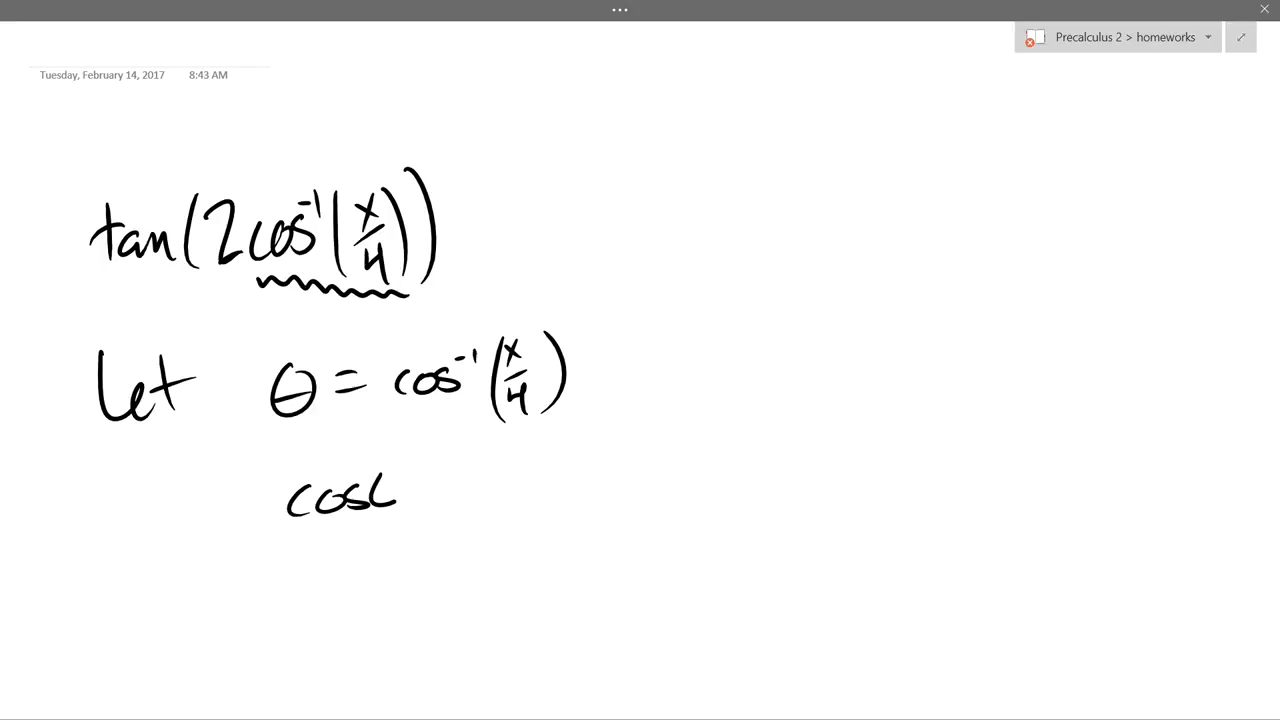 ...
Precalculus 2 > homeworks
Tuesday, February 14, 2017 8:43 AM
tan(2cos⁻¹(x/4))
Let θ = cos⁻¹(x/4)
cos